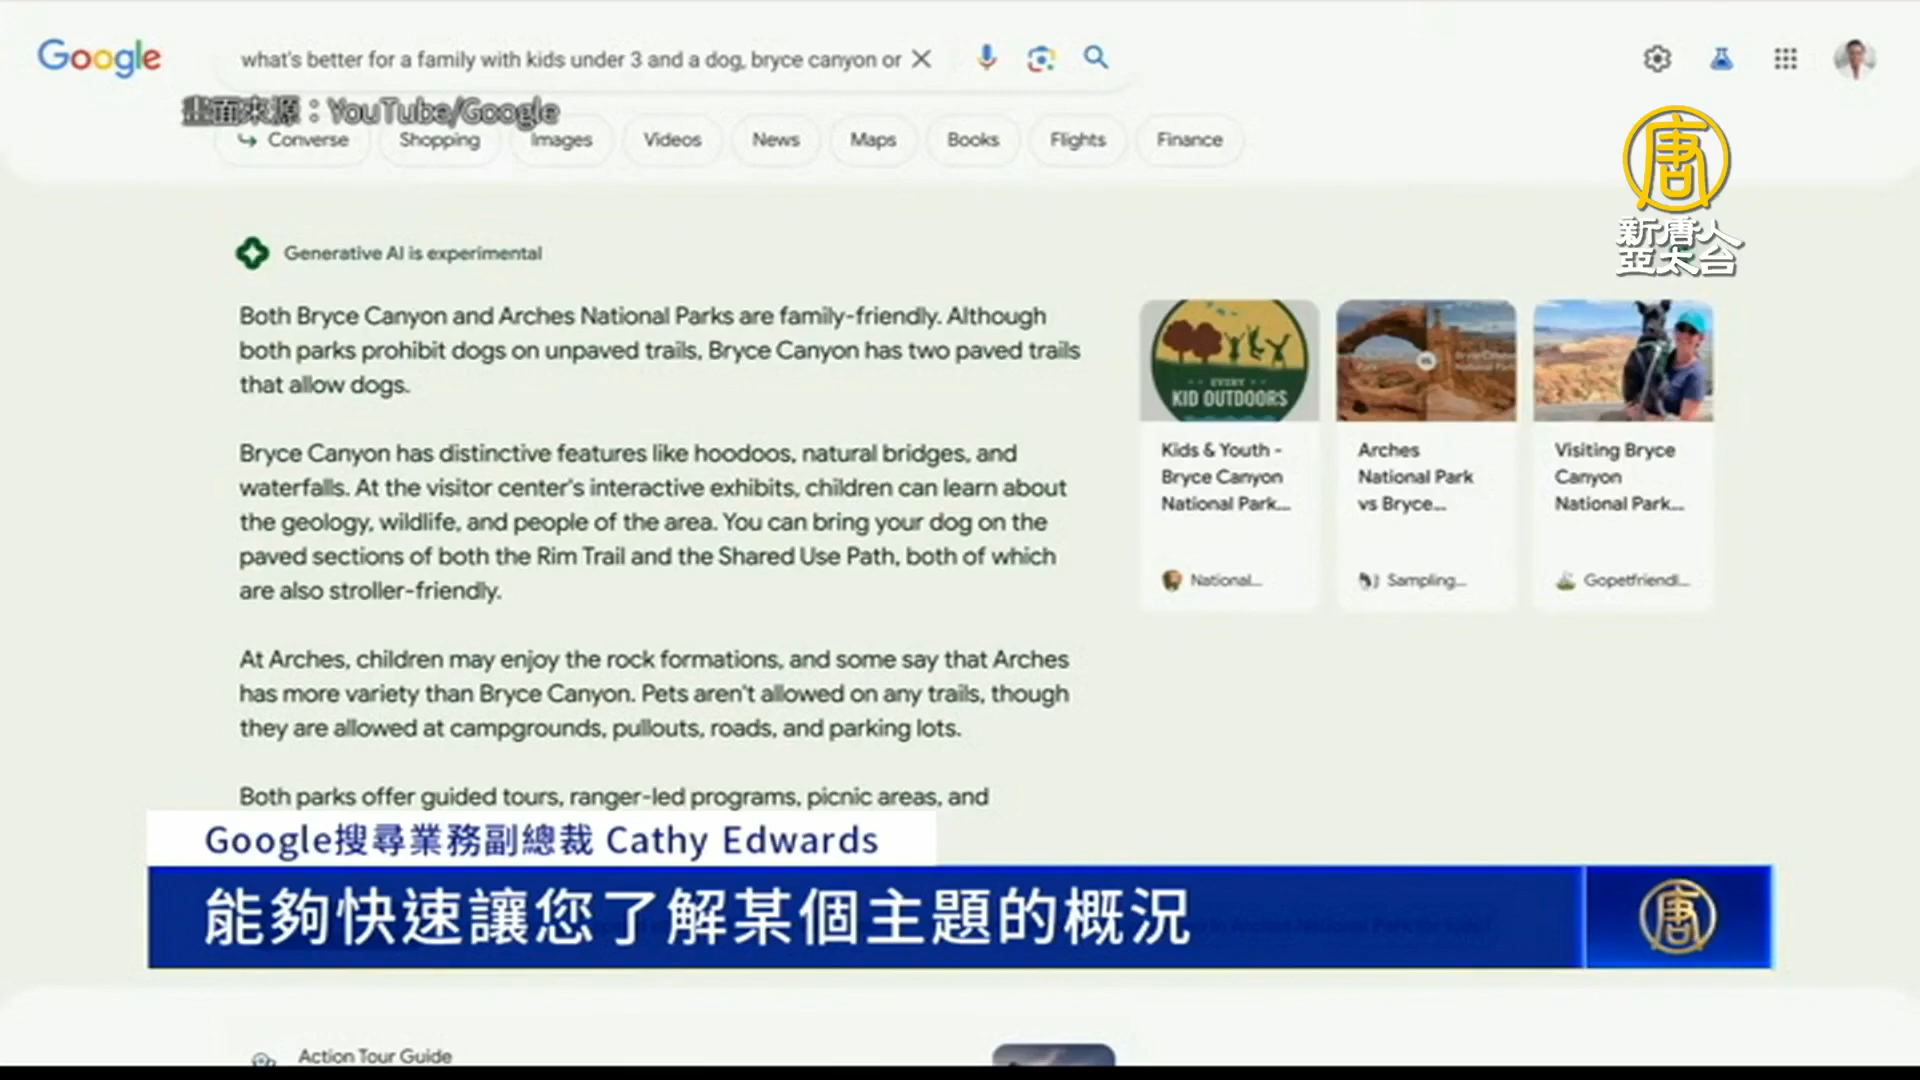 Google
what's better for a family with kids under 3 and a dog, bryce canyon or
畫面來源：YouTube/Google
Converse
Shopping
Images
Videos
News
Maps
Books
Flights
Finance
唐
新唐人
亞太台
Generative AI is experimental
Both Bryce Canyon and Arches National Parks are family-friendly. Although
both parks prohibit dogs on unpaved trails, Bryce Canyon has two paved trails
that allow dogs.
Bryce Canyon has distinctive features like hoodoos, natural bridges, and
waterfalls. At the visitor center's interactive exhibits, children can learn about
the geology, wildlife, and people of the area. You can bring your dog on the
paved sections of both the Rim Trail and the Shared Use Path, both of which
are also stroller-friendly.
At Arches, children may enjoy the rock formations, and some say that Arches
has more variety than Bryce Canyon. Pets aren't allowed on any trails, though
they are allowed at campgrounds, pullouts, roads, and parking lots.
Both parks offer guided tours, ranger-led programs, picnic areas, and
EVERY
KID OUTDOORS
Kids & Youth -
Bryce Canyon
National Park...
National...
Arches
National Park
vs Bryce...
Sampling...
Visiting Bryce
Canyon
National Park...
Gopetfriendl...
Google搜尋業務副總裁 Cathy Edwards
能夠快速讓您了解某個主題的概況
唐
Action Tour Guide